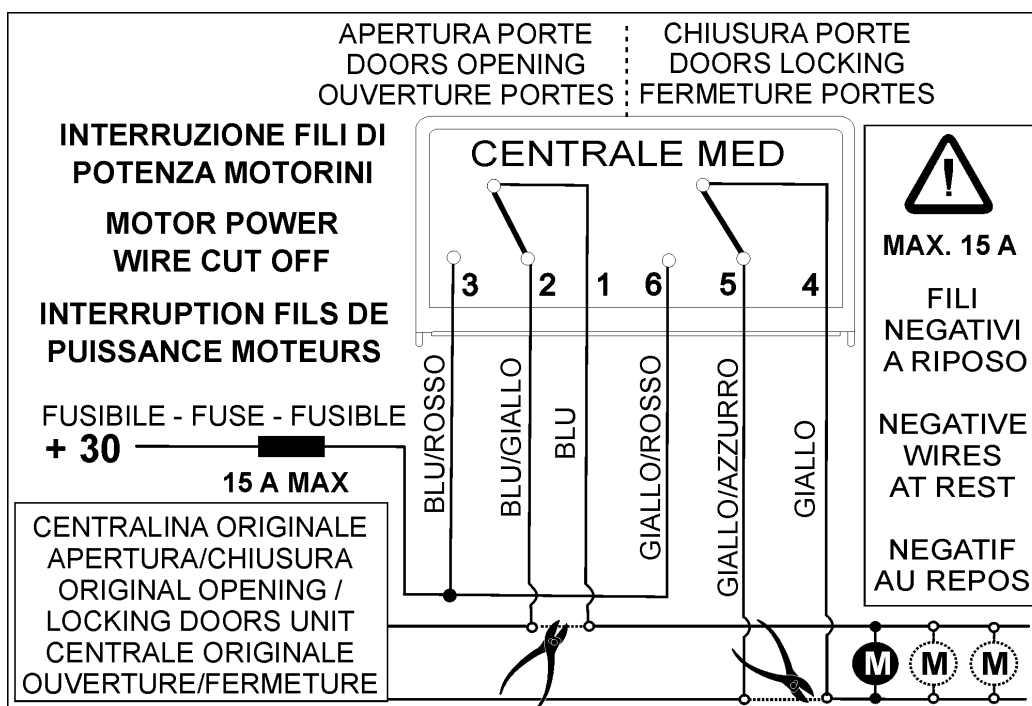 APERTURA PORTE
DOORS OPENING
OUVERTURE PORTES
CHIUSURA PORTE
DOORS LOCKING
FERMETURE PORTES
INTERRUZIONE FILI DI
POTENZA MOTORINI
MOTOR POWER
WIRE CUT OFF
INTERRUPTION FILS DE
PUISSANCE MOTEURS
CENTRALE MED
3 2 1 6 5 4
BLU/ROSSO
BLU/GIALLO
BLU
GIALLO/ROSSO
GIALLO/AZZURRO
GIALLO
FUSIBILE - FUSE - FUSIBLE
+ 30
15 A MAX
CENTRALINA ORIGINALE
APERTURA/CHIUSURA
ORIGINAL OPENING /
LOCKING DOORS UNIT
CENTRALE ORIGINALE
OUVERTURE/FERMETURE
!
MAX. 15 A
FILI
NEGATIVI
A RIPOSO
NEGATIVE
WIRES
AT REST
NEGATIF
AU REPOS
M M M